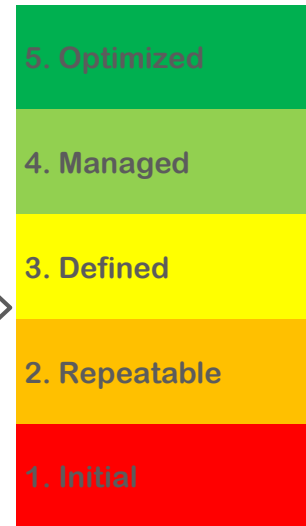 5. Optimized
4. Managed
3. Defined
2. Repeatable
1. Initial